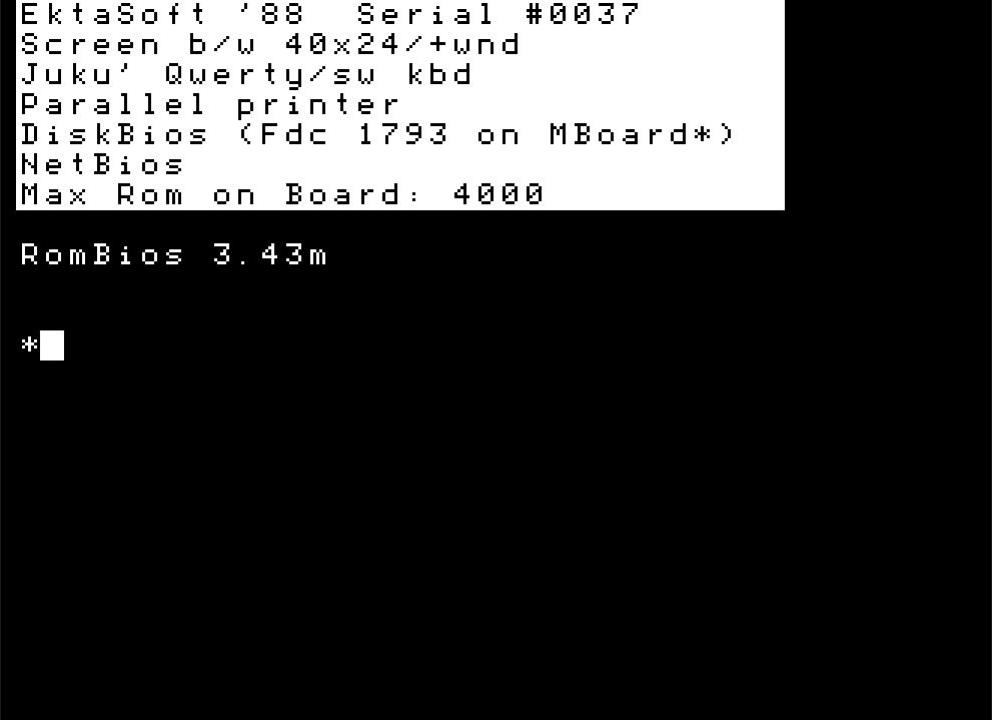 EktaSoft '88  Serial #0037
Screen b/w 40x24/+wnd
Juku' Qwerty/sw kbd
Parallel printer
DiskBios (Fdc 1793 on MBoard*)
NetBios
Max Rom on Board: 4000
RomBios 3.43m
*